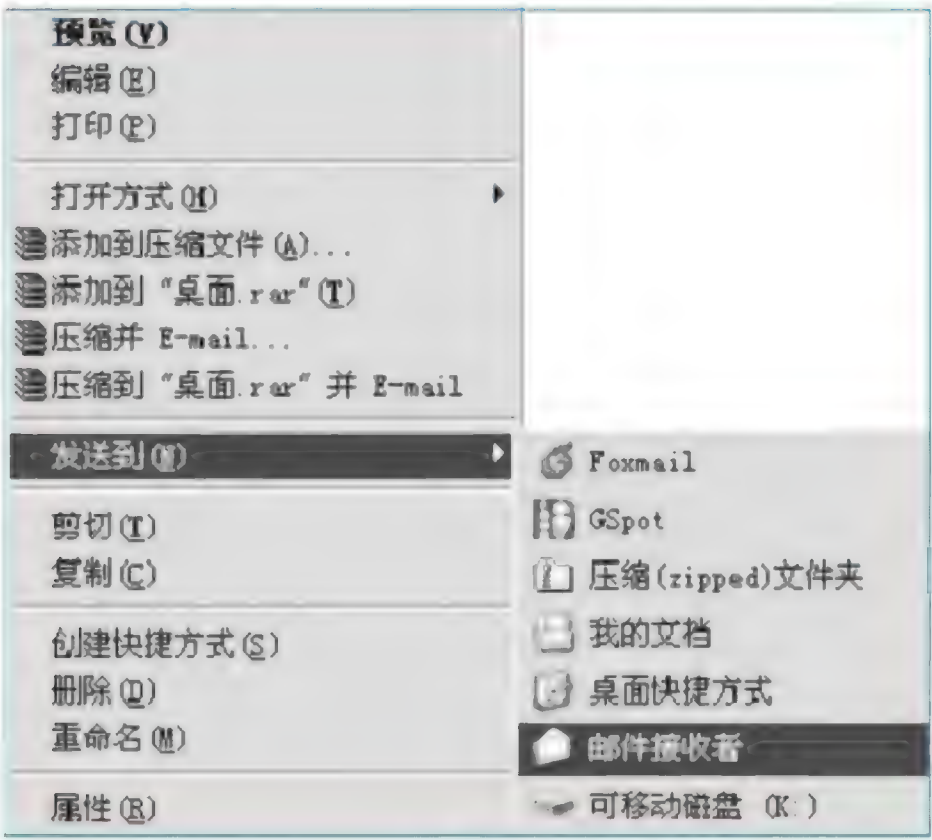 预览(V)
编辑(E)
打印(P)
打开方式(H)
添加到压缩文件(A)...
添加到 "桌面.rar"(T)
压缩并 E-mail...
压缩到 "桌面.rar" 并 E-mail
发送到(N)
剪切(T)
复制(C)
创建快捷方式(S)
删除(D)
重命名(M)
属性(R)
Foxmail
GSpot
压缩(zipped)文件夹
我的文档
桌面快捷方式
邮件接收者
可移动磁盘 (K:)